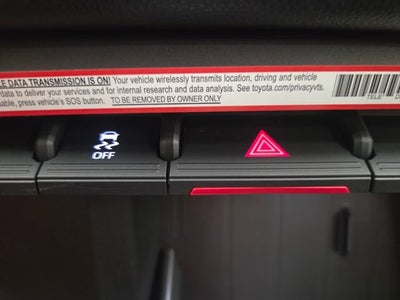 E DATA TRANSMISSION IS ON! Your vehicle wirelessly transmits location, driving and vehicle
data to deliver your services and for internal research and data analysis. See toyota.com/privacyvts.
sable, press vehicle's SOS button. TO BE REMOVED BY OWNER ONLY
TELE
OFF